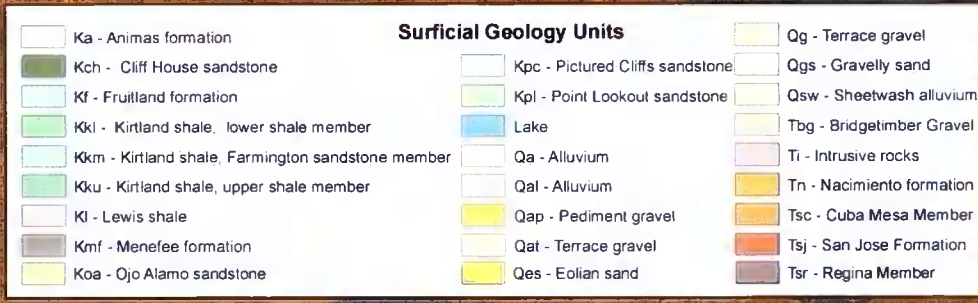 Surficial Geology Units
Ka - Animas formation
Kch - Cliff House sandstone
Kf - Fruitland formation
Kkl - Kirtland shale, lower shale member
Kkm - Kirtland shale, Farmington sandstone member
Kku - Kirtland shale, upper shale member
Kl - Lewis shale
Kmf - Menefee formation
Koa - Ojo Alamo sandstone
Kpc - Pictured Cliffs sandstone
Kpl - Point Lookout sandstone
Lake
Qa - Alluvium
Qal - Alluvium
Qap - Pediment gravel
Qat - Terrace gravel
Qes - Eolian sand
Qg - Terrace gravel
Qgs - Gravelly sand
Qsw - Sheetwash alluvium
Tbg - Bridgetimber Gravel
Ti - Intrusive rocks
Tn - Nacimiento formation
Tsc - Cuba Mesa Member
Tsj - San Jose Formation
Tsr - Regina Member